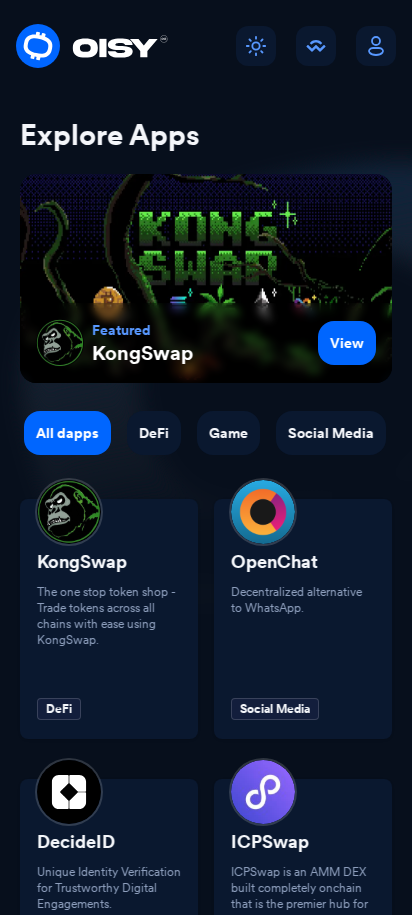 OISY
Explore Apps
KONG
SWAP
Featured
KongSwap
View
All dapps
DeFi
Game
Social Media
KongSwap
The one stop token shop -
Trade tokens across all
chains with ease using
KongSwap.
DeFi
OpenChat
Decentralized alternative
to WhatsApp.
Social Media
DecideID
Unique Identity Verification
for Trustworthy Digital
Engagements.
ICPSwap
ICPSwap is an AMM DEX
built completely onchain
that is the premier hub for